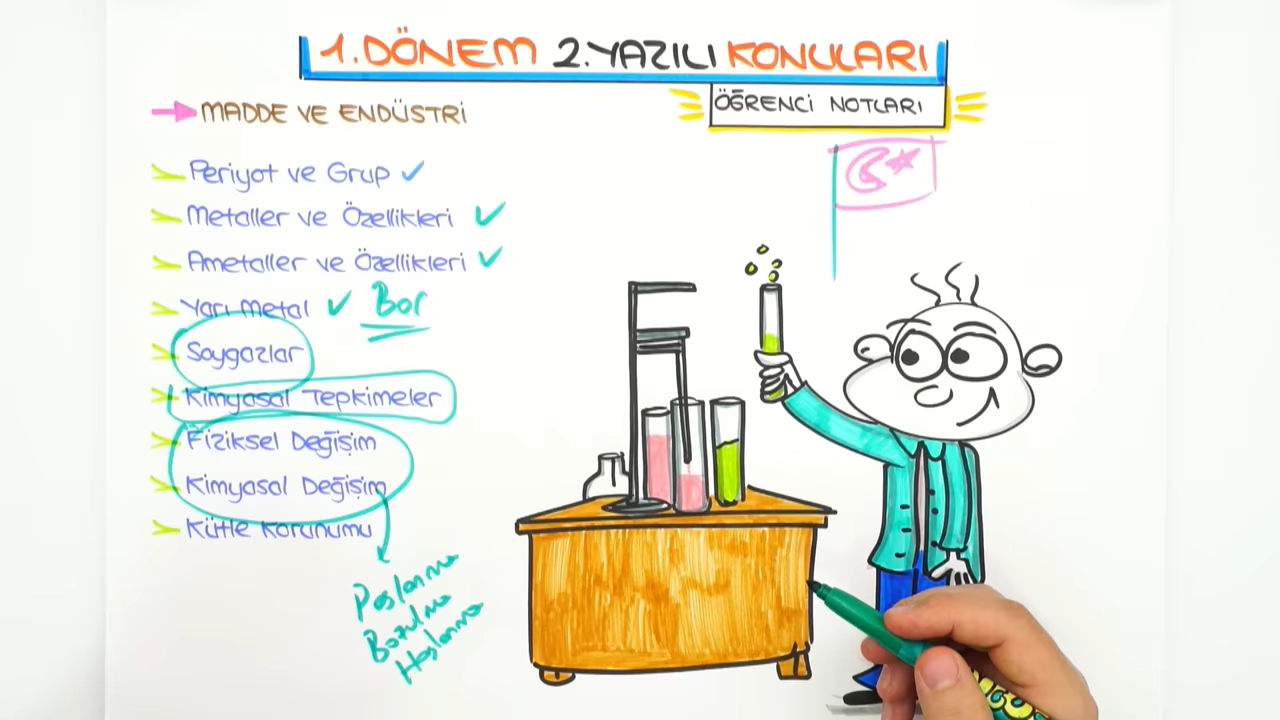 1. DÖNEM 2. YAZILI KONULARI
ÖĞRENCİ NOTLARI
MADDE VE ENDÜSTRİ
Periyot ve Grup
Metaller ve Özellikleri
Ametaller ve Özellikleri
Yarı Metal
Bor
Soygazlar
Kimyasal Tepkimeler
Fiziksel Değişim
Kimyasal Değişim
Kütle Korunumu
Paslanma
Bozulma
Haşlanma